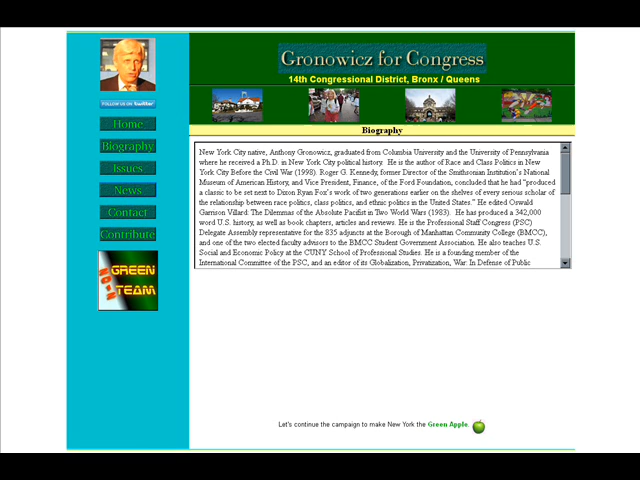 Gronowicz for Congress
14th Congressional District, Bronx / Queens
FOLLOW US ON twitter
Home
Biography
Issues
News
Contact
Contribute
2012
GREEN
TEAM
Biography
New York City native, Anthony Gronowicz, graduated from Columbia University and the University of Pennsylvania
where he received a Ph.D. in New York City political history. He is the author of Race and Class Politics in New
York City Before the Civil War (1998). Roger G. Kennedy, former Director of the Smithsonian Institution's National
Museum of American History, and Vice President, Finance, of the Ford Foundation, concluded that he had "produced
a classic to be set next to Dixon Ryan Fox's work of two generations earlier on the shelves of every serious scholar of
the relationship between race politics, class politics, and ethnic politics in the United States." He edited Oswald
Garrison Villard: The Dilemmas of the Absolute Pacifist in Two World Wars (1983). He has produced a 342,000
word U.S. history, as well as book chapters, articles and reviews. He is the Professional Staff Congress (PSC)
Delegate Assembly representative for the 835 adjuncts at the Borough of Manhattan Community College (BMCC),
and one of the two elected faculty advisors to the BMCC Student Government Association. He also teaches U.S.
Social and Economic Policy at the CUNY School of Professional Studies. He is a founding member of the
International Committee of the PSC, and an editor of its Globalization, Privatization, War: In Defense of Public
Let's continue the campaign to make New York the Green Apple.